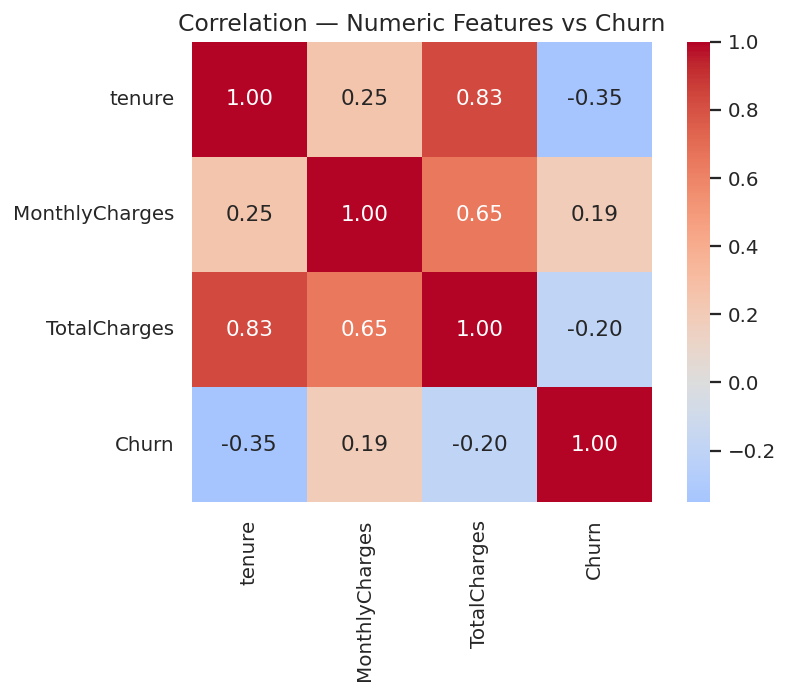 Correlation — Numeric Features vs Churn
tenure 1.00 0.25 0.83 -0.35
MonthlyCharges 0.25 1.00 0.65 0.19
TotalCharges 0.83 0.65 1.00 -0.20
Churn -0.35 0.19 -0.20 1.00
tenure
MonthlyCharges
TotalCharges
Churn
1.0
0.8
0.6
0.4
0.2
0.0
−0.2